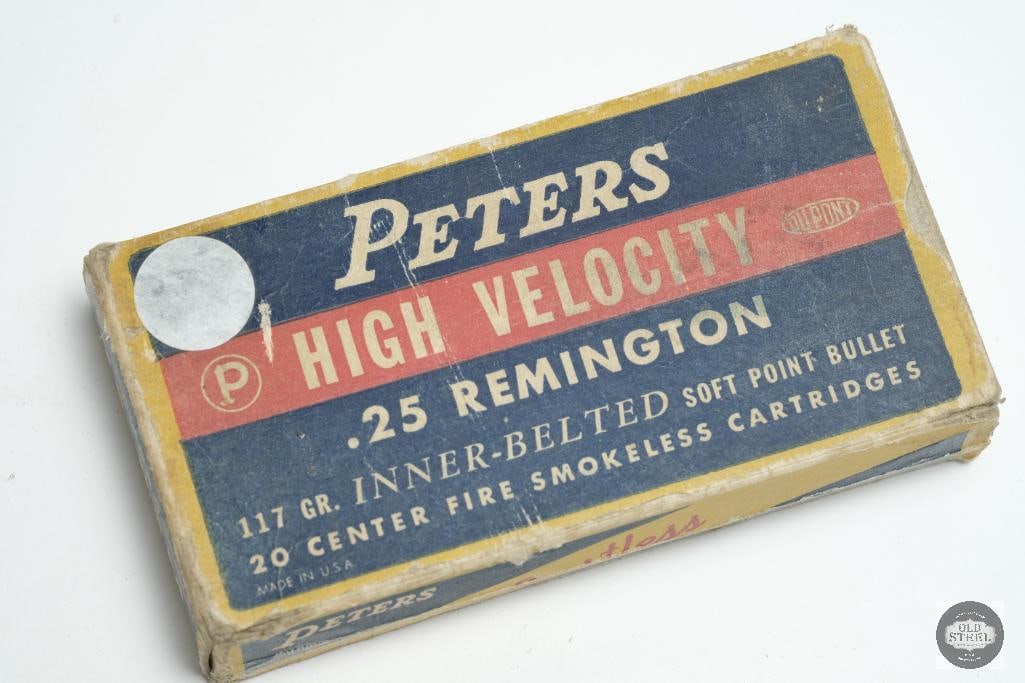 PETERS
HIGH VELOCITY
DUPONT
P
.25 REMINGTON
117 GR. INNER-BELTED SOFT POINT BULLET
20 CENTER FIRE SMOKELESS CARTRIDGES
MADE IN U.S.A
PETERS
OLD
STEEL